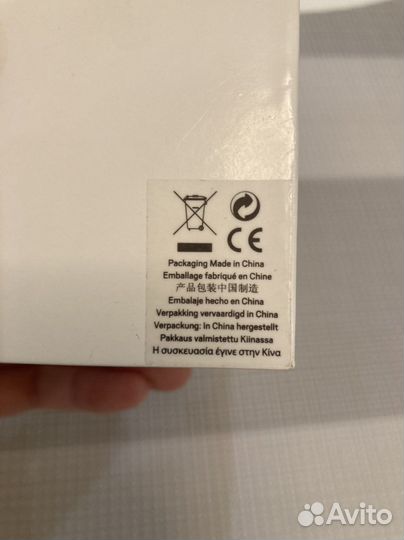 CE
Packaging Made in China
Emballage fabriqué en Chine
产品包装中国制造
Embalaje hecho en China
Verpakking vervaardigd in China
Verpackung: in China hergestellt
Pakkaus valmistettu Kiinassa
Η συσκευασία έγινε στην Κίνα
Avito